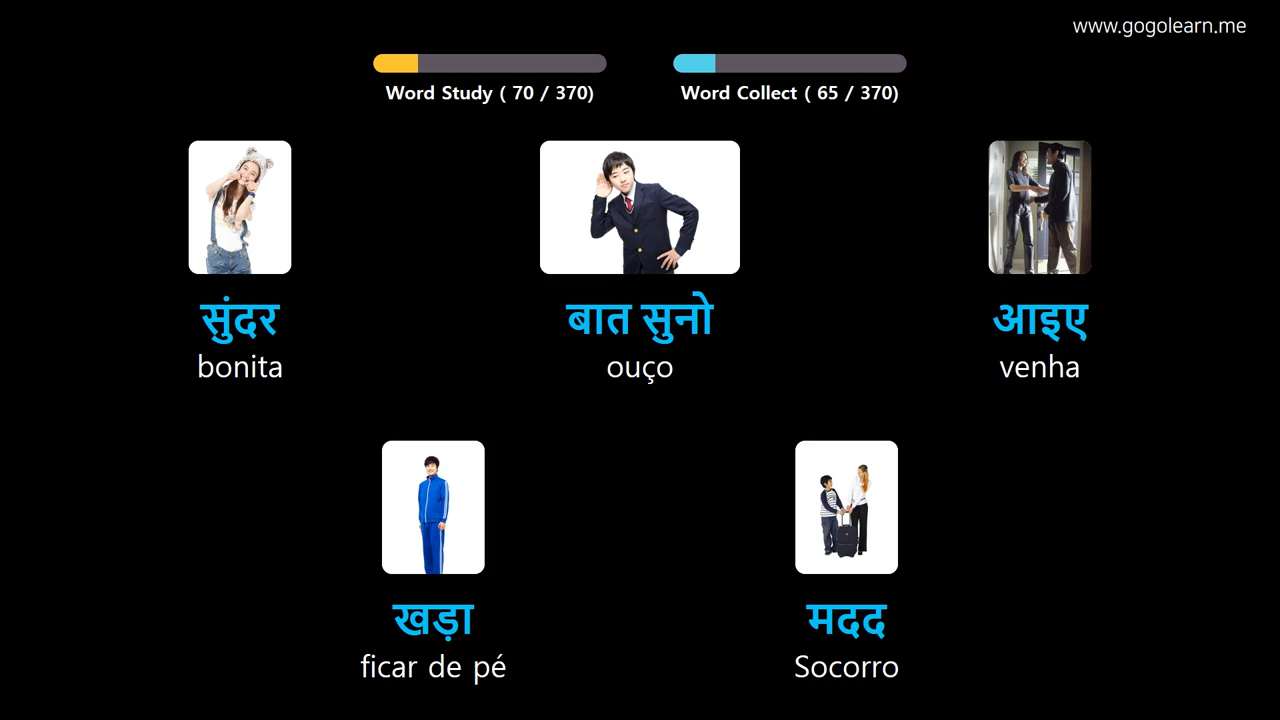 www.gogolearn.me
Word Study ( 70 / 370)
Word Collect ( 65 / 370)
सुंदर
bonita
बात सुनो
ouço
आइए
venha
खड़ा
ficar de pé
मदद
Socorro